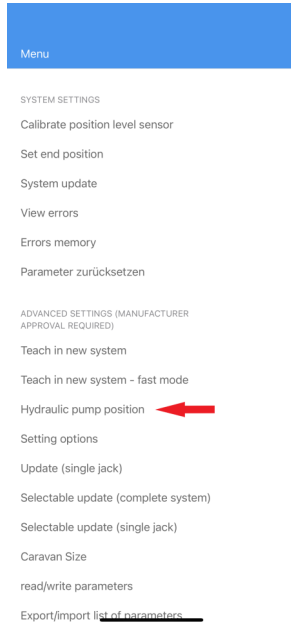 Menu
SYSTEM SETTINGS
Calibrate position level sensor
Set end position
System update
View errors
Errors memory
Parameter zurücksetzen
ADVANCED SETTINGS (MANUFACTURER
APPROVAL REQUIRED)
Teach in new system
Teach in new system - fast mode
Hydraulic pump position
Setting options
Update (single jack)
Selectable update (complete system)
Selectable update (single jack)
Caravan Size
read/write parameters
Export/import list of parameters